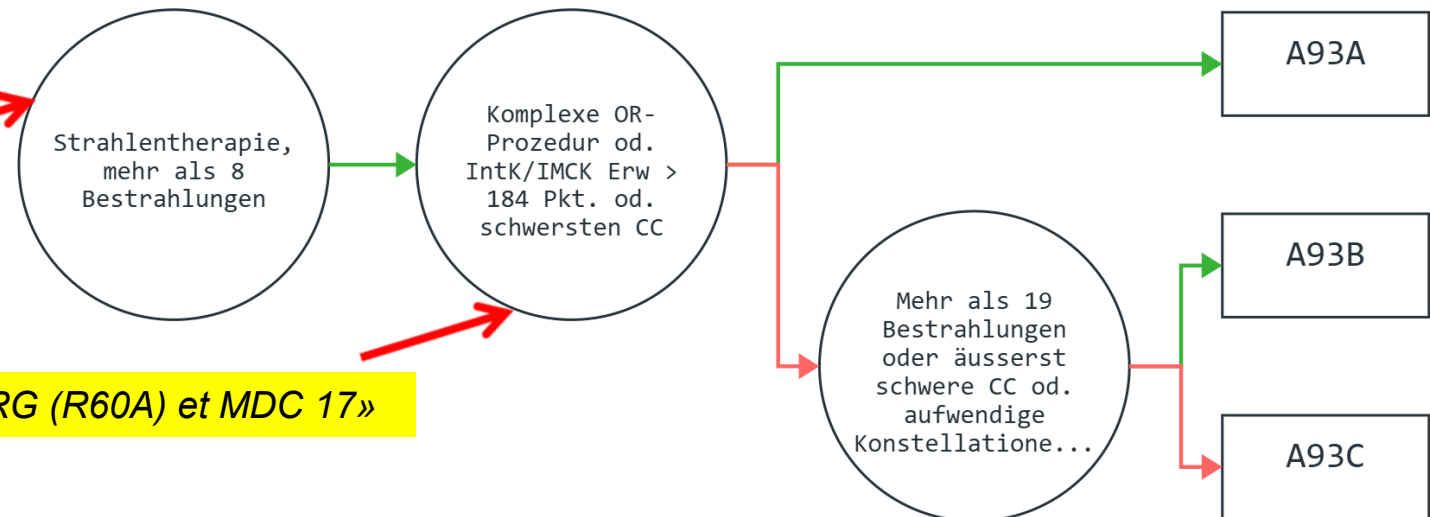 Strahlentherapie,
mehr als 8
Bestrahlungen
Komplexe OR-
Prozedur od.
IntK/IMCK Erw >
184 Pkt. od.
schwersten CC
A93A
Mehr als 19
Bestrahlungen
oder äusserst
schwere CC od.
aufwendige
Konstellatione...
A93B
A93C
RG (R60A) et MDC 17»